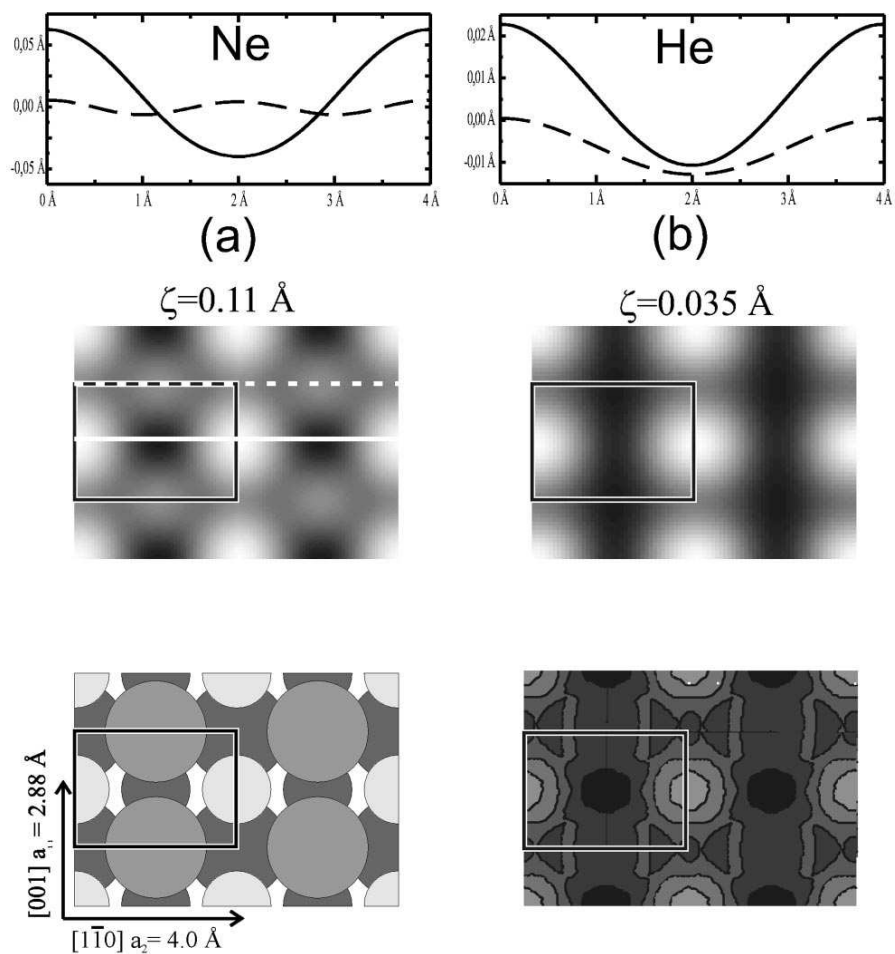 Ne
0,05 Å
0,00 Å
-0,05 Å
0 Å 1 Å 2 Å 3 Å 4 Å
(a)
He
0,02 Å
0,01 Å
0,00 Å
-0,01 Å
0 Å 1 Å 2 Å 3 Å 4 Å
(b)
ζ=0.11 Å
ζ=0.035 Å
[001] a = 2.88 Å
[11̅0] a₂= 4.0 Å